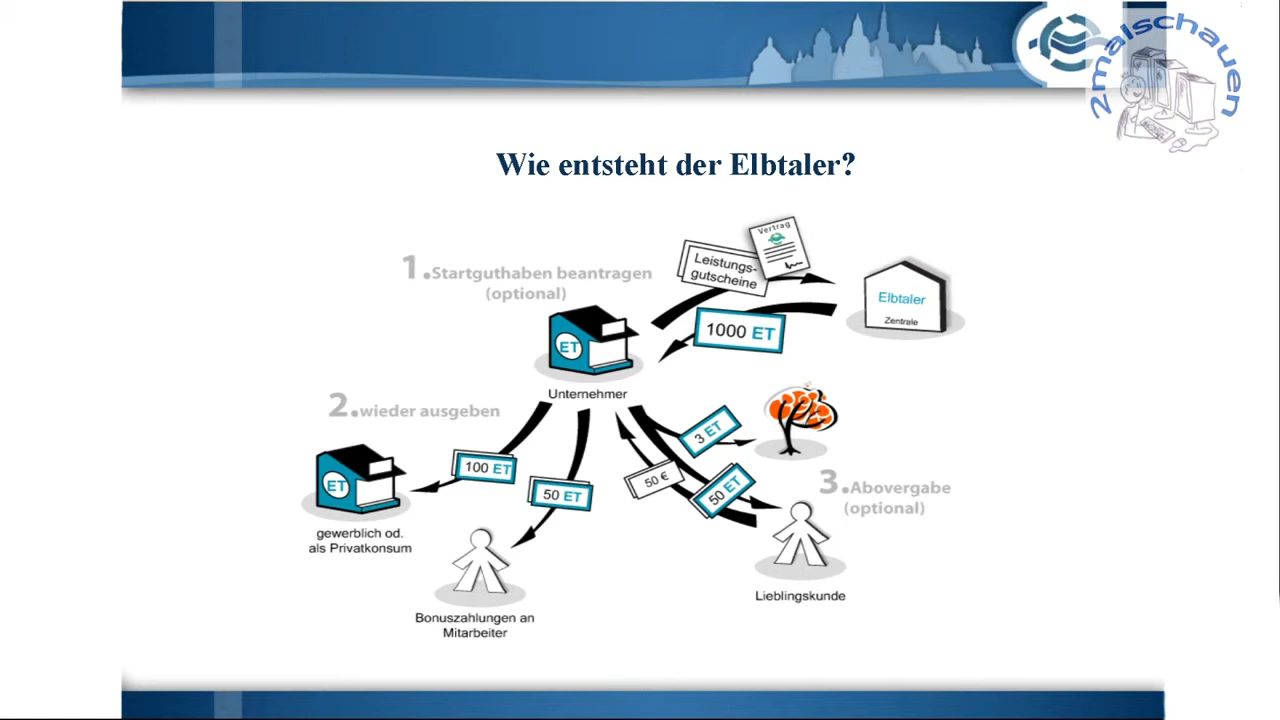 2malschauen
Wie entsteht der Elbtaler?
Vertrag
1. Startguthaben beantragen
(optional)
Leistungs-
gutscheine
Elbtaler
Zentrale
1000 ET
ET
Unternehmer
2. wieder ausgeben
3 ET
100 ET
50 ET
50 €
50 ET
3. Abovergabe
(optional)
ET
gewerblich od.
als Privatkonsum
Lieblingskunde
Bonuszahlungen an
Mitarbeiter